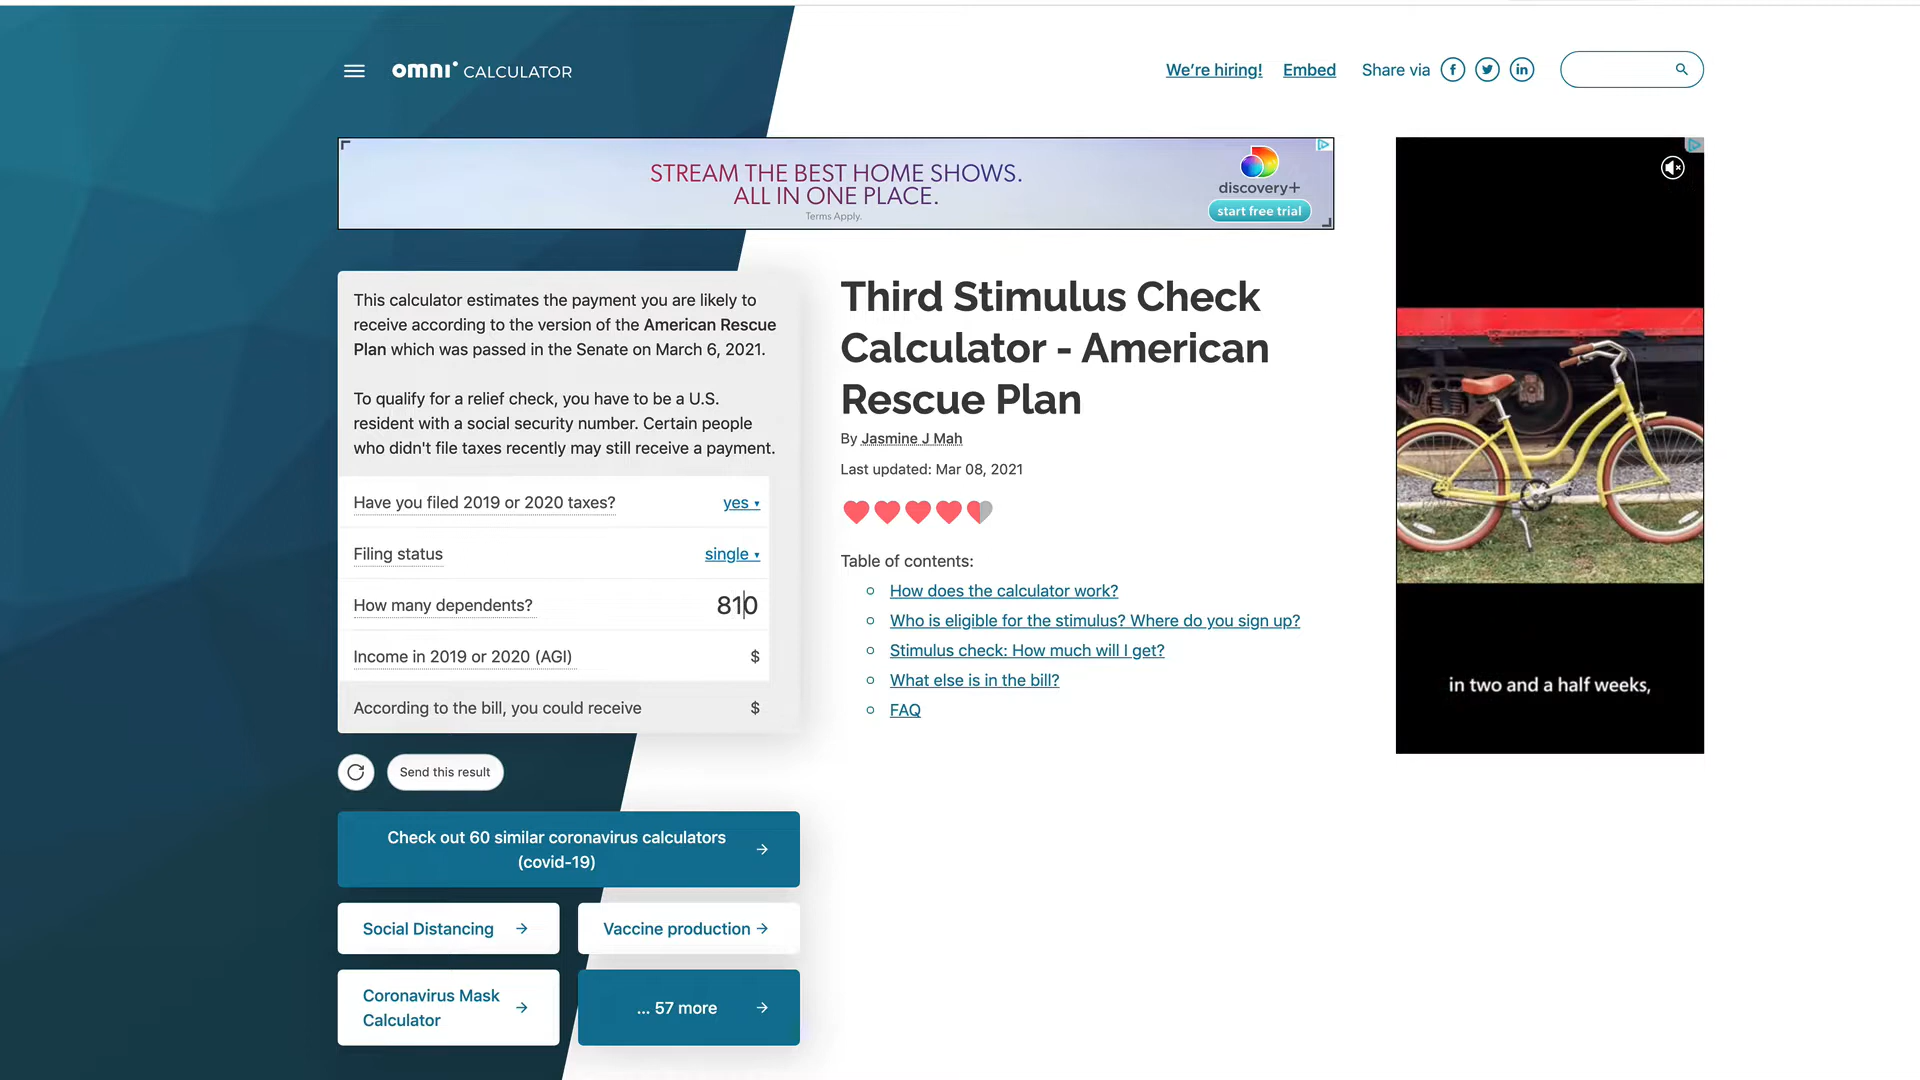 omni CALCULATOR
We're hiring! Embed Share via
STREAM THE BEST HOME SHOWS.
ALL IN ONE PLACE.
Terms Apply.
discovery+
start free trial
This calculator estimates the payment you are likely to
receive according to the version of the American Rescue
Plan which was passed in the Senate on March 6, 2021.
To qualify for a relief check, you have to be a U.S.
resident with a social security number. Certain people
who didn't file taxes recently may still receive a payment.
Have you filed 2019 or 2020 taxes? yes
Filing status single
How many dependents? 810
Income in 2019 or 2020 (AGI) $
According to the bill, you could receive $
Send this result
Check out 60 similar coronavirus calculators
(covid-19)
Social Distancing
Vaccine production
Coronavirus Mask
Calculator
... 57 more
Third Stimulus Check
Calculator - American
Rescue Plan
By Jasmine J Mah
Last updated: Mar 08, 2021
Table of contents:
How does the calculator work?
Who is eligible for the stimulus? Where do you sign up?
Stimulus check: How much will I get?
What else is in the bill?
FAQ
in two and a half weeks,